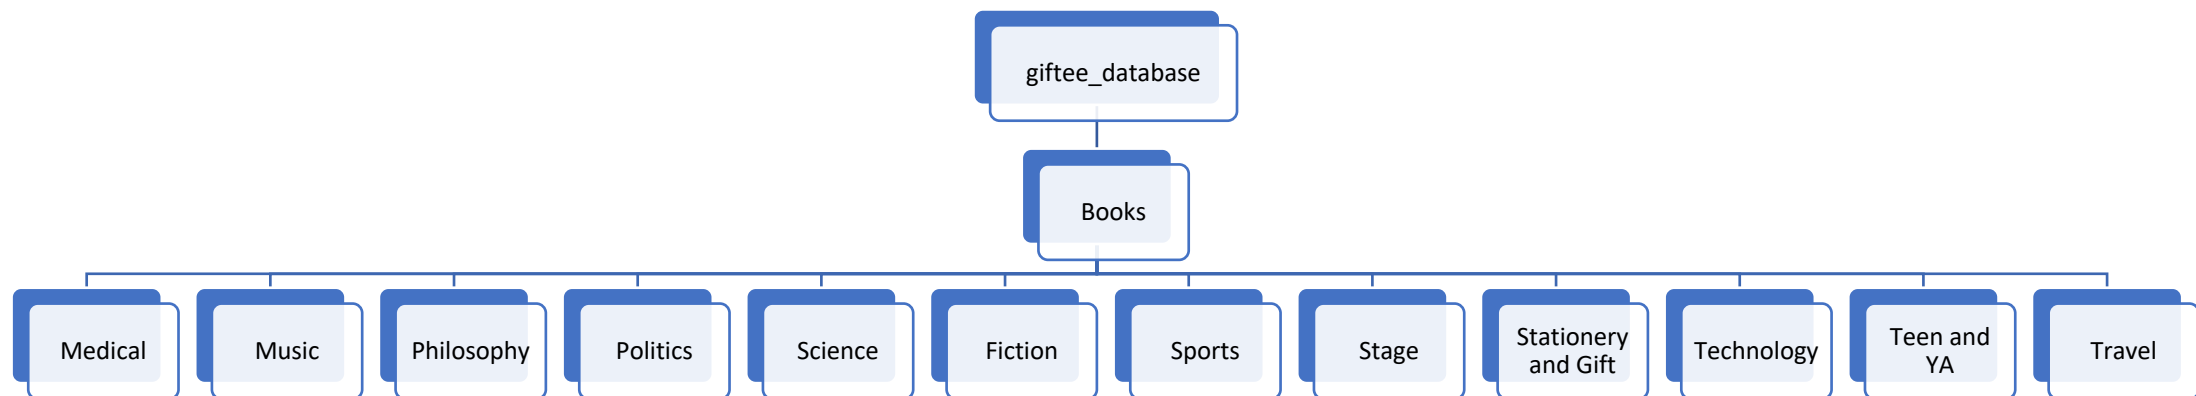 giftee_database
Books
Medical
Music
Philosophy
Politics
Science
Fiction
Sports
Stage
Stationery
and Gift
Technology
Teen and
YA
Travel